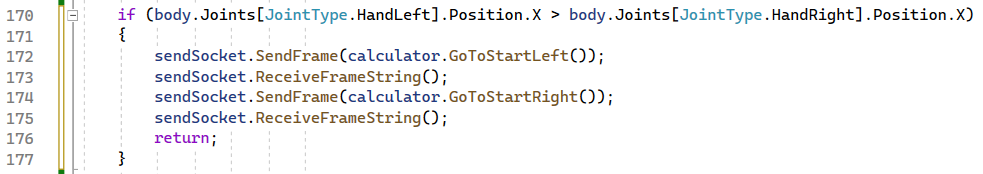 170 if (body.Joints[JointType.HandLeft].Position.X > body.Joints[JointType.HandRight].Position.X)
171 {
172 sendSocket.SendFrame(calculator.GoToStartLeft());
173 sendSocket.ReceiveFrameString();
174 sendSocket.SendFrame(calculator.GoToStartRight());
175 sendSocket.ReceiveFrameString();
176 return;
177 }